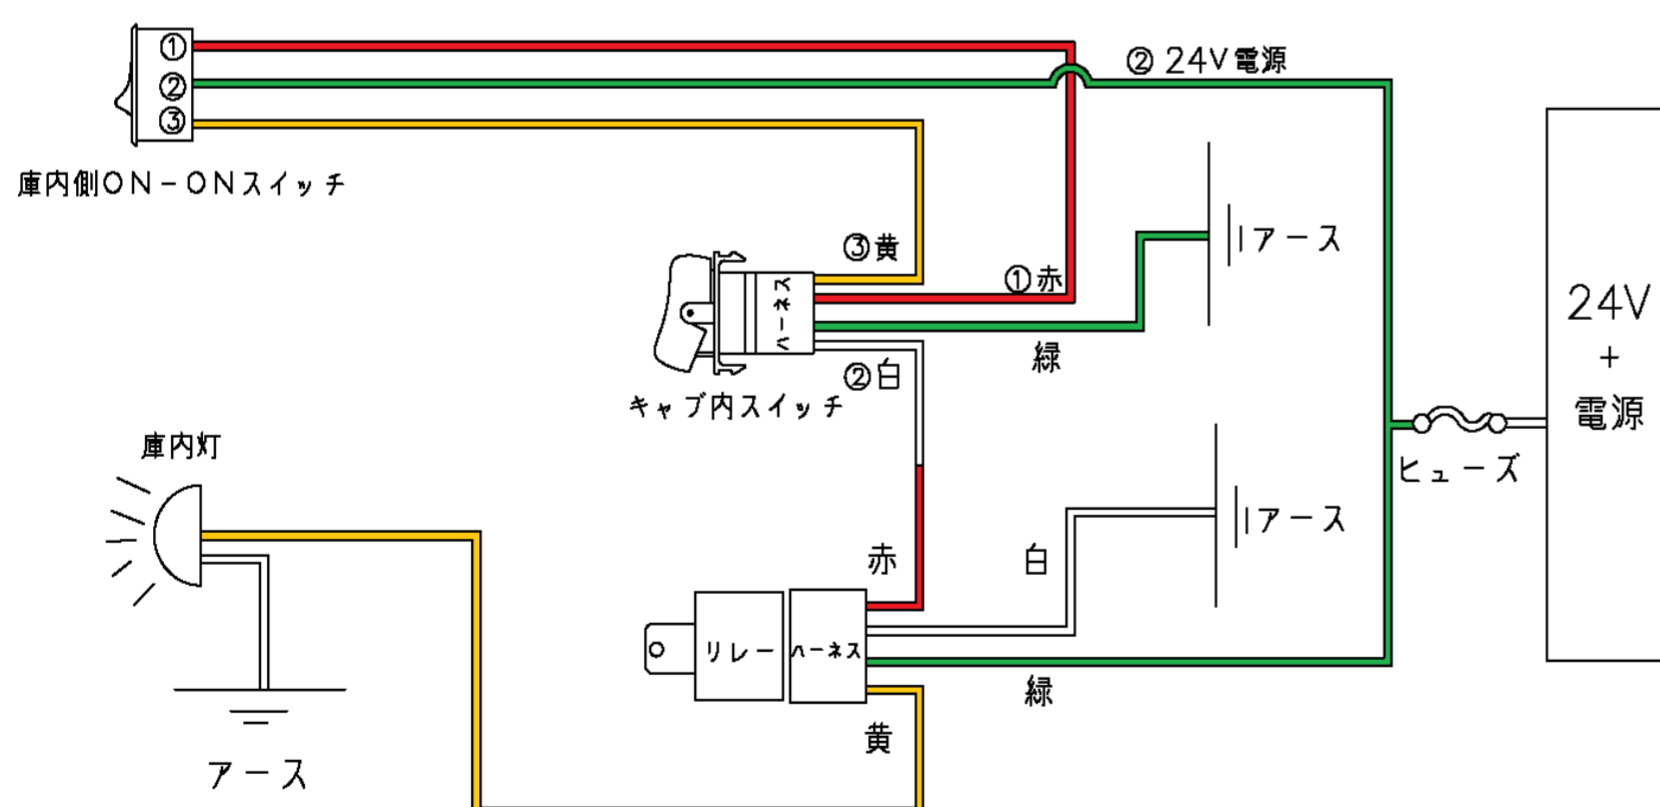 ①
②
③
② 24V電源
庫内側ON-ONスイッチ
③黄
①赤
ハーネス
アース
緑
②白
キャブ内スイッチ
24V
+
電源
ヒューズ
庫内灯
アース
赤
白
リレー
ハーネス
緑
黄
アース